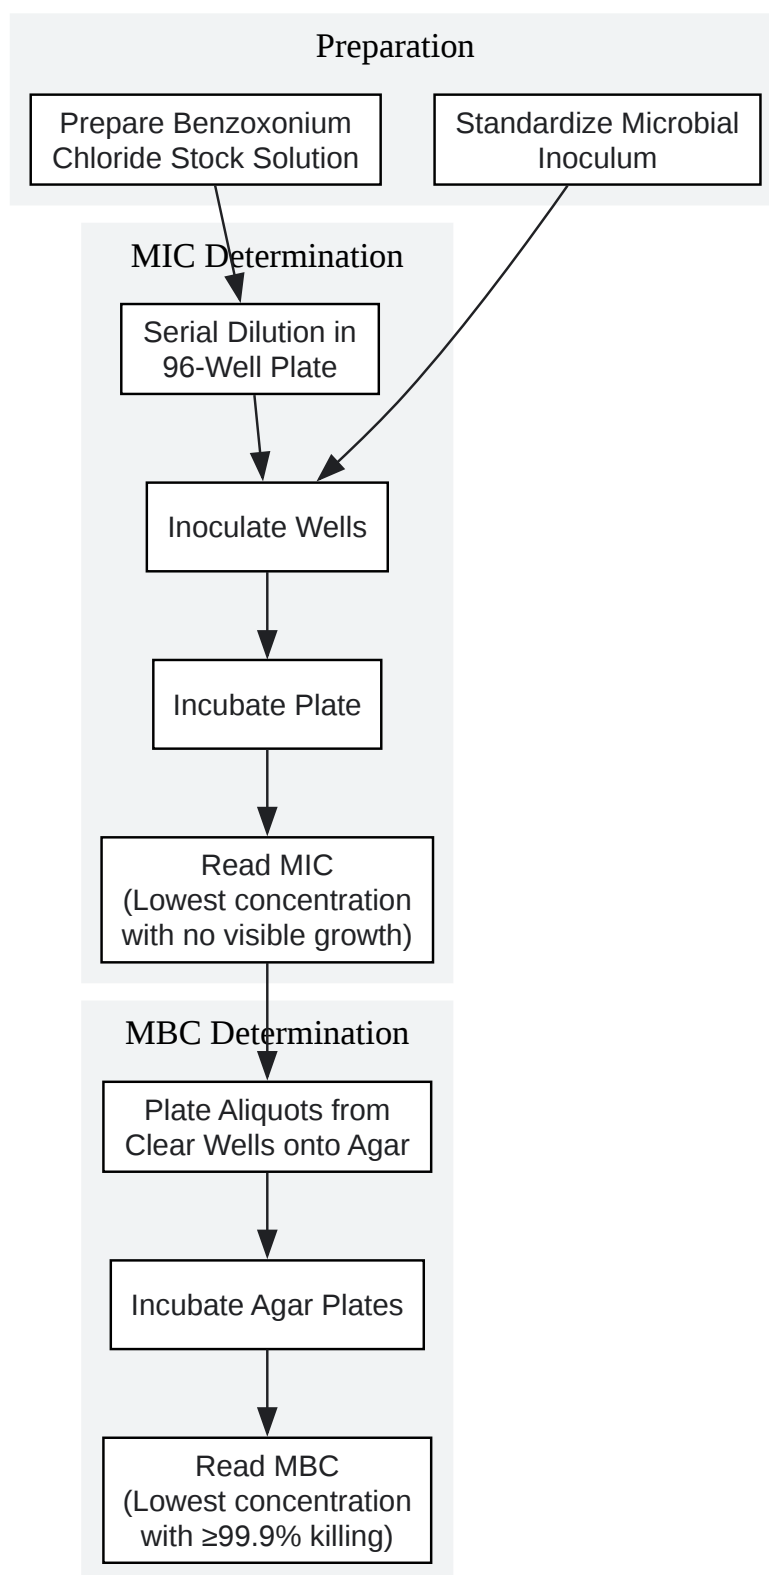 Preparation
Prepare Benzoxonium
Chloride Stock Solution
Standardize Microbial
Inoculum
MIC Determination
Serial Dilution in
96-Well Plate
Inoculate Wells
Incubate Plate
Read MIC
(Lowest concentration
with no visible growth)
MBC Determination
Plate Aliquots from
Clear Wells onto Agar
Incubate Agar Plates
Read MBC
(Lowest concentration
with ≥99.9% killing)